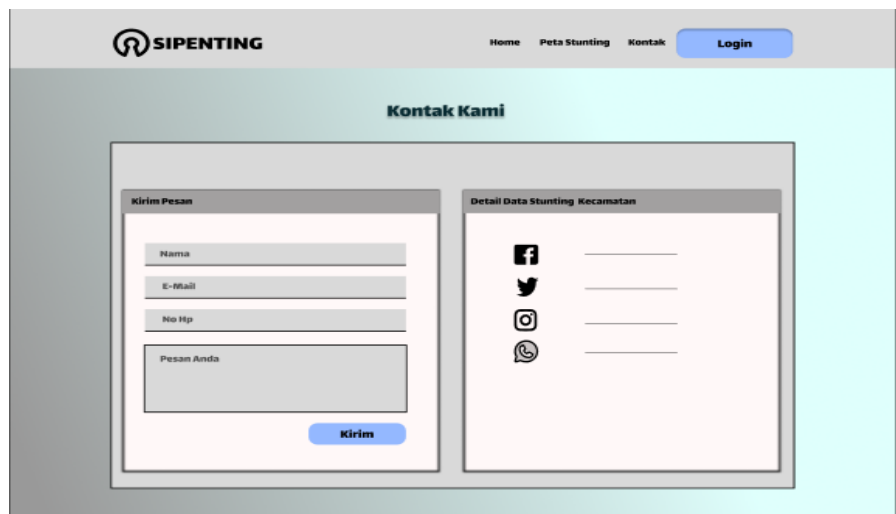 SIPENTING
Home Peta Stunting Kontak Login
Kontak Kami
Kirim Pesan
Nama
E-Mail
No Hp
Pesan Anda
Kirim
Detail Data Stunting Kecamatan